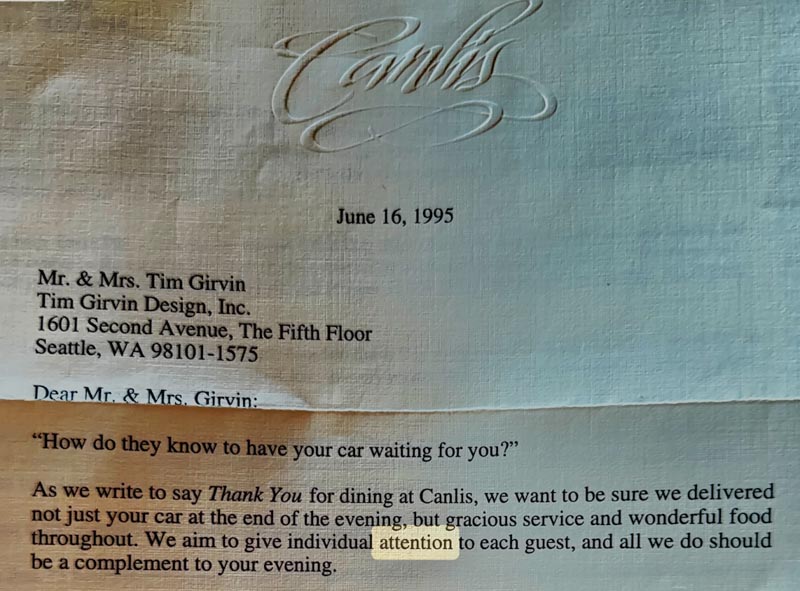 Canlis
June 16, 1995
Mr. & Mrs. Tim Girvin
Tim Girvin Design, Inc.
1601 Second Avenue, The Fifth Floor
Seattle, WA 98101-1575
Dear Mr. & Mrs. Girvin:
“How do they know to have your car waiting for you?”
As we write to say Thank You for dining at Canlis, we want to be sure we delivered
not just your car at the end of the evening, but gracious service and wonderful food
throughout. We aim to give individual attention to each guest, and all we do should
be a complement to your evening.